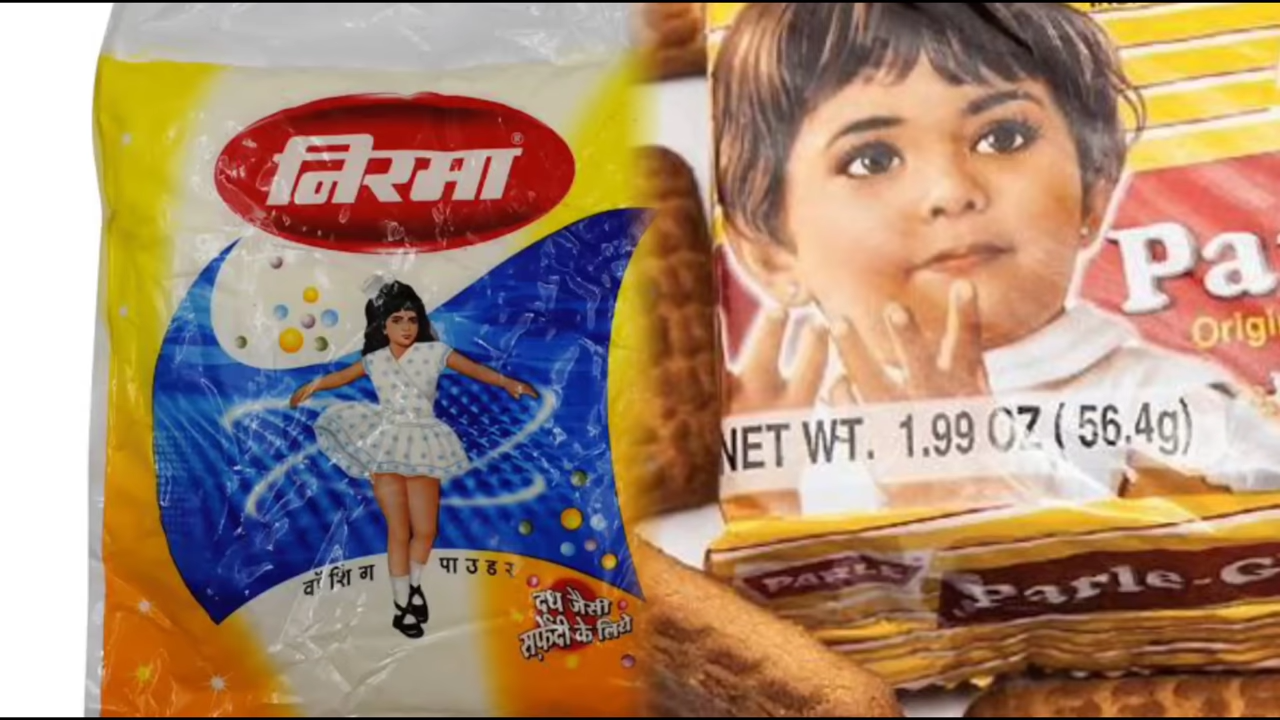 निरमा®
वॉशिंग पाउडर
दूध जैसी
सफ़ेदी के लिये
NET WT. 1.99 OZ (56.4g)
PARLE
Parle-G